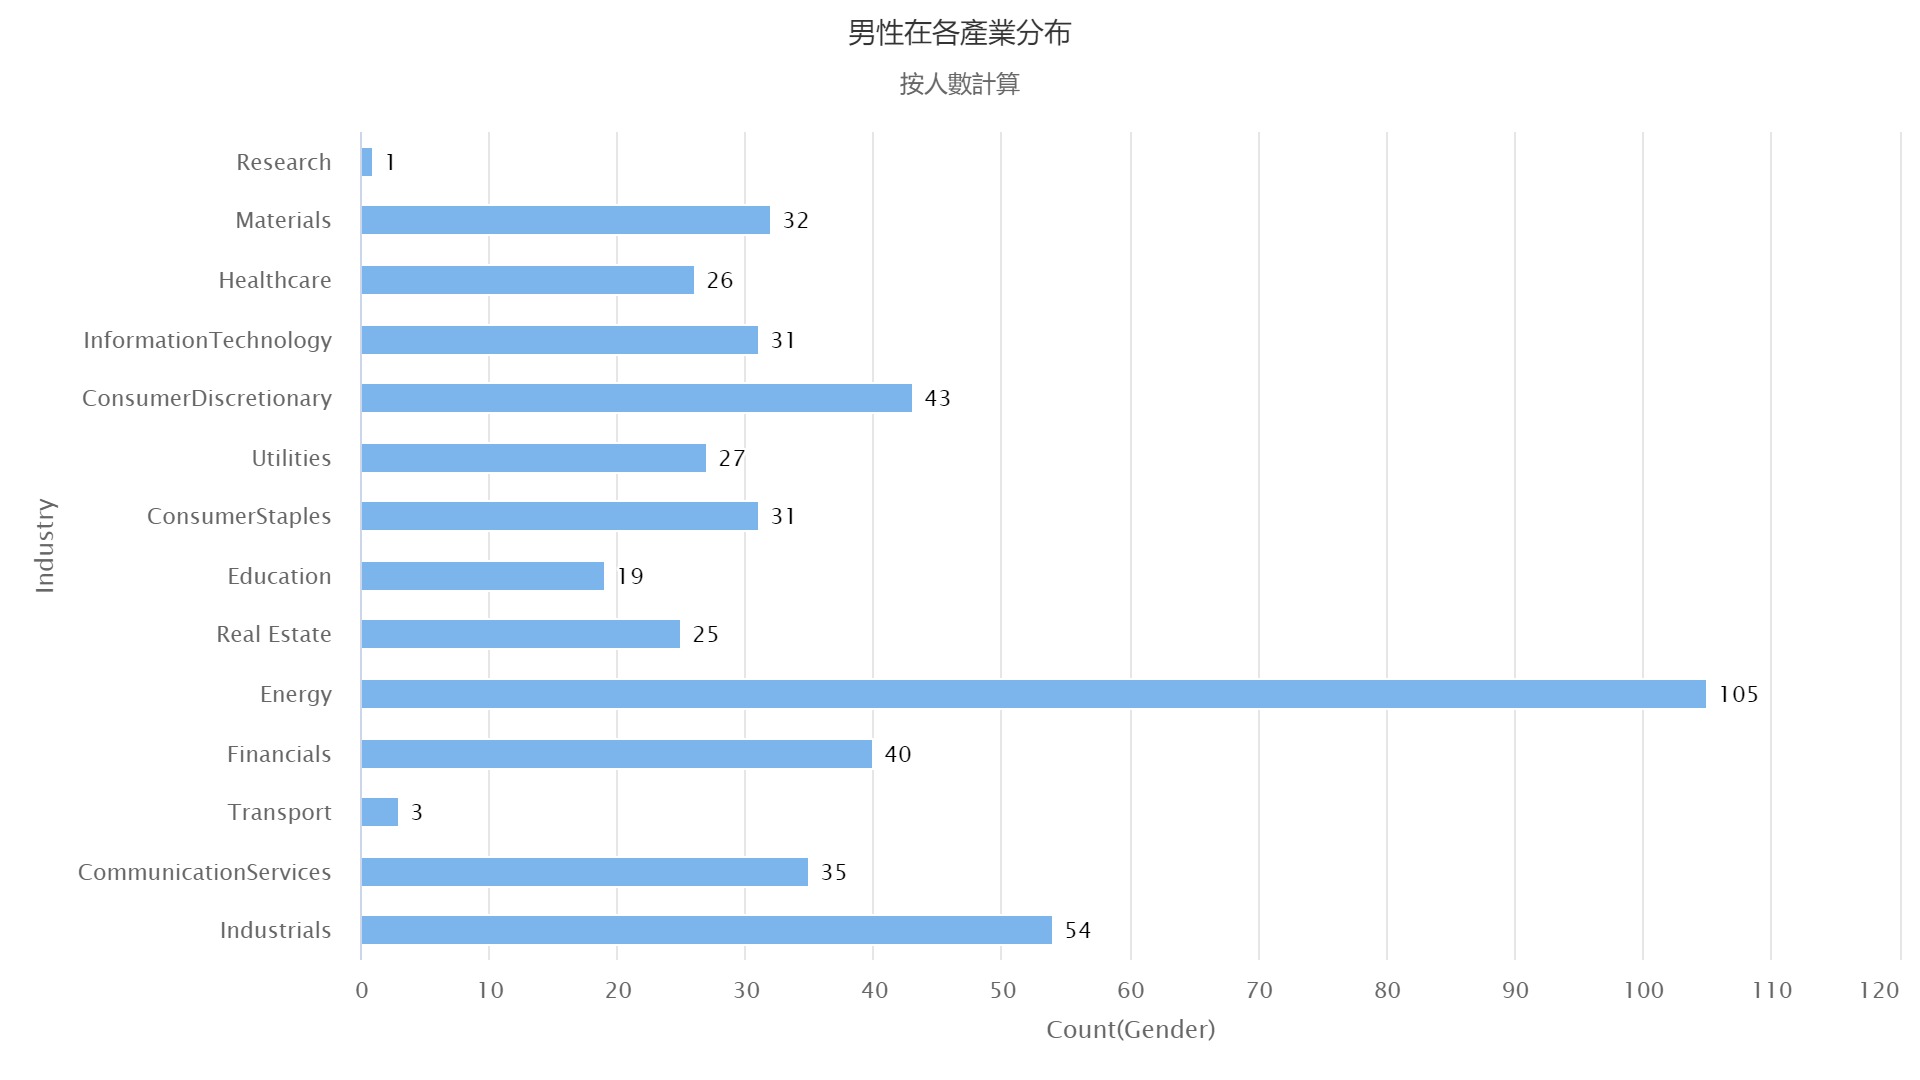 男性在各產業分布
按人數計算
Research 1
Materials 32
Healthcare 26
InformationTechnology 31
ConsumerDiscretionary 43
Utilities 27
ConsumerStaples 31
Education 19
Real Estate 25
Energy 105
Financials 40
Transport 3
CommunicationServices 35
Industrials 54
Industry
0 10 20 30 40 50 60 70 80 90 100 110 120
Count(Gender)